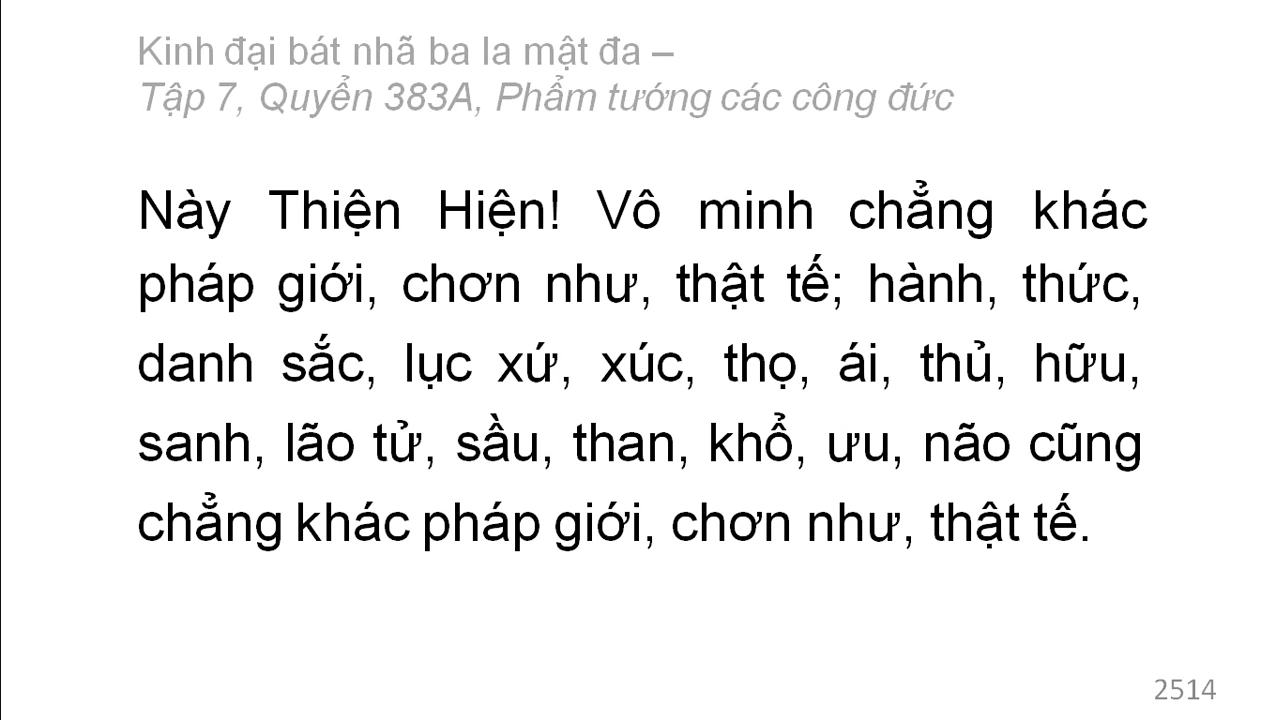 Kinh đại bát nhã ba la mật đa –
Tập 7, Quyển 383A, Phẩm tướng các công đức
Này Thiện Hiện! Vô minh chẳng khác
pháp giới, chơn như, thật tế; hành, thức,
danh sắc, lục xứ, xúc, thọ, ái, thủ, hữu,
sanh, lão tử, sầu, than, khổ, ưu, não cũng
chẳng khác pháp giới, chơn như, thật tế.
2514